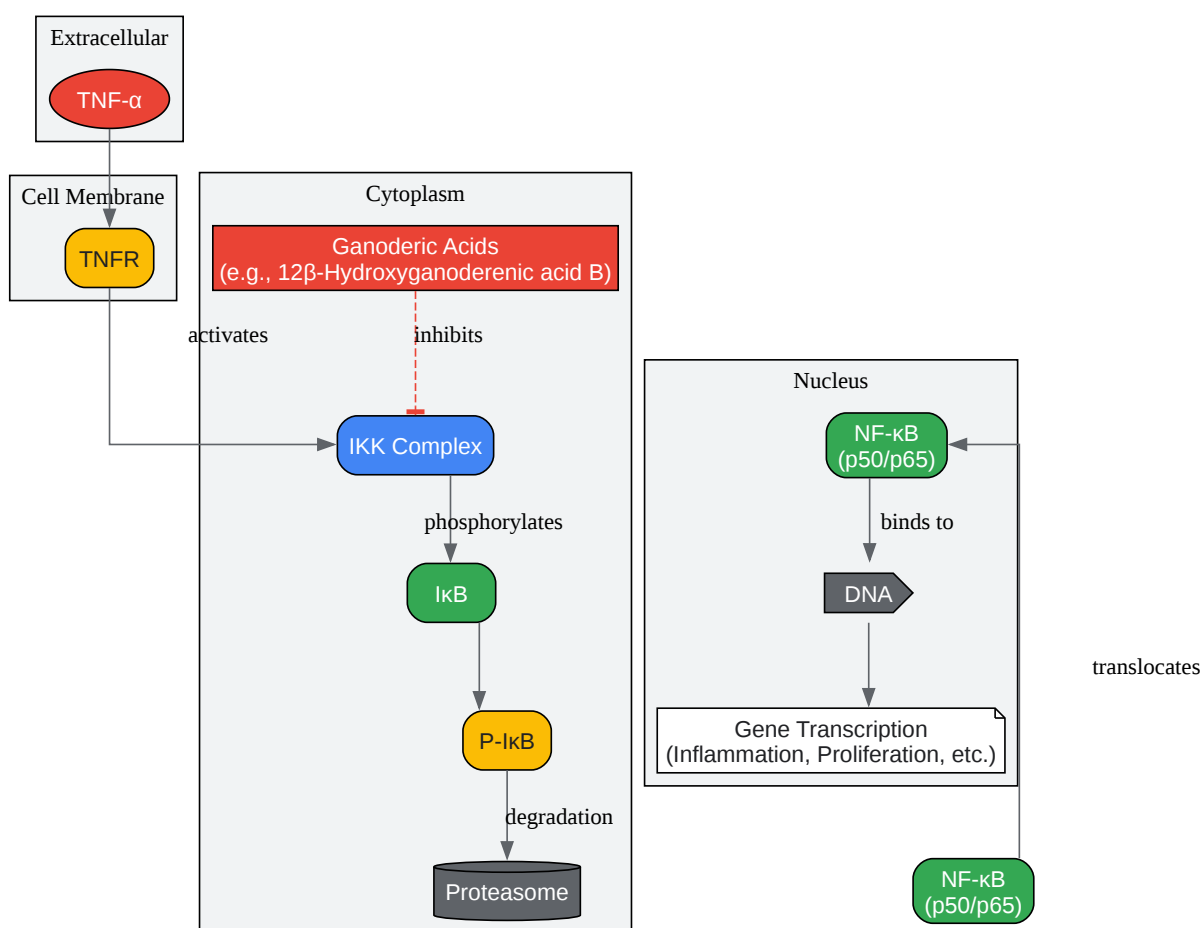 Extracellular
TNF-α
Cell Membrane
TNFR
Cytoplasm
Ganoderic Acids
(e.g., 12β-Hydroxyganoderenic acid B)
activates
inhibits
IKK Complex
phosphorylates
IκB
P-IκB
degradation
Proteasome
Nucleus
NF-κB
(p50/p65)
binds to
DNA
Gene Transcription
(Inflammation, Proliferation, etc.)
translocates
NF-κB
(p50/p65)